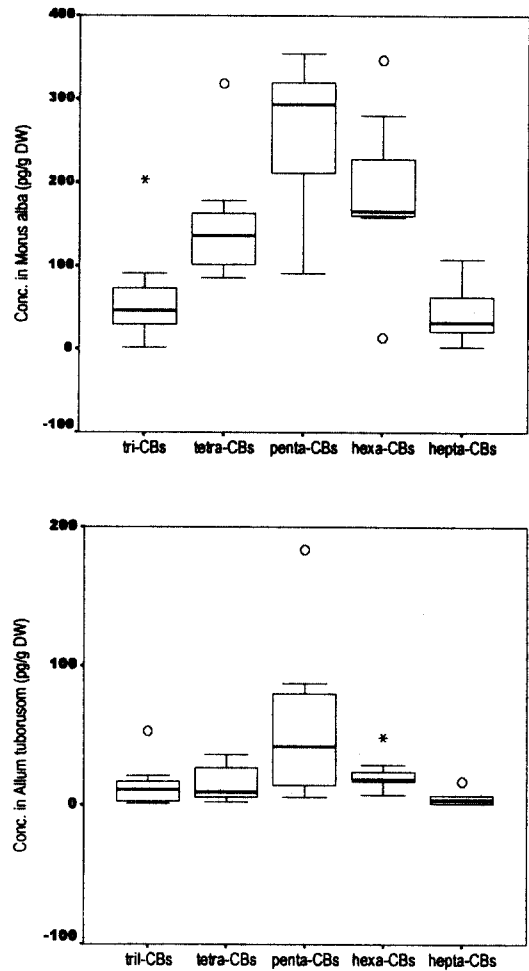 400
300
200
100
0
-100
Conc. in Morus alba (pg/g DW)
tri-CBs tetra-CBs penta-CBs hexa-CBs hepta-CBs
200
100
0
-100
Conc. in Allum tuborusom (pg/g DW)
tril-CBs tetra-CBs penta-CBs hexa-CBs hepta-CBs